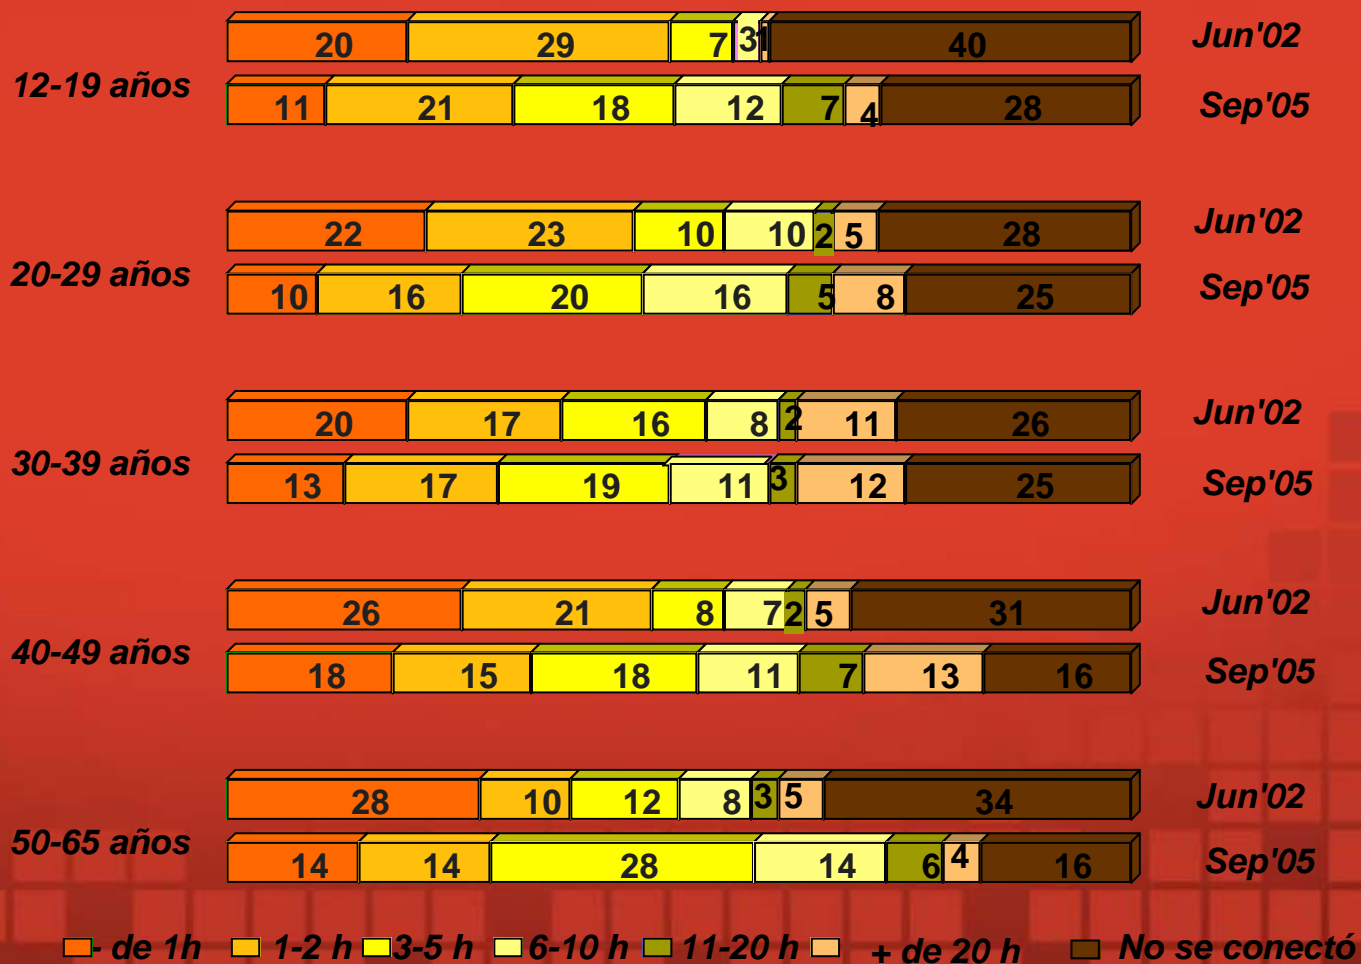 20 29 7 3 1 40 Jun'02
12-19 años
11 21 18 12 7 4 28 Sep'05
22 23 10 10 2 5 28 Jun'02
20-29 años
10 16 20 16 5 8 25 Sep'05
20 17 16 8 2 11 26 Jun'02
30-39 años
13 17 19 11 3 12 25 Sep'05
26 21 8 7 2 5 31 Jun'02
40-49 años
18 15 18 11 7 13 16 Sep'05
28 10 12 8 3 5 34 Jun'02
50-65 años
14 14 28 14 6 4 16 Sep'05
- de 1h 1-2 h 3-5 h 6-10 h 11-20 h + de 20 h No se conectó